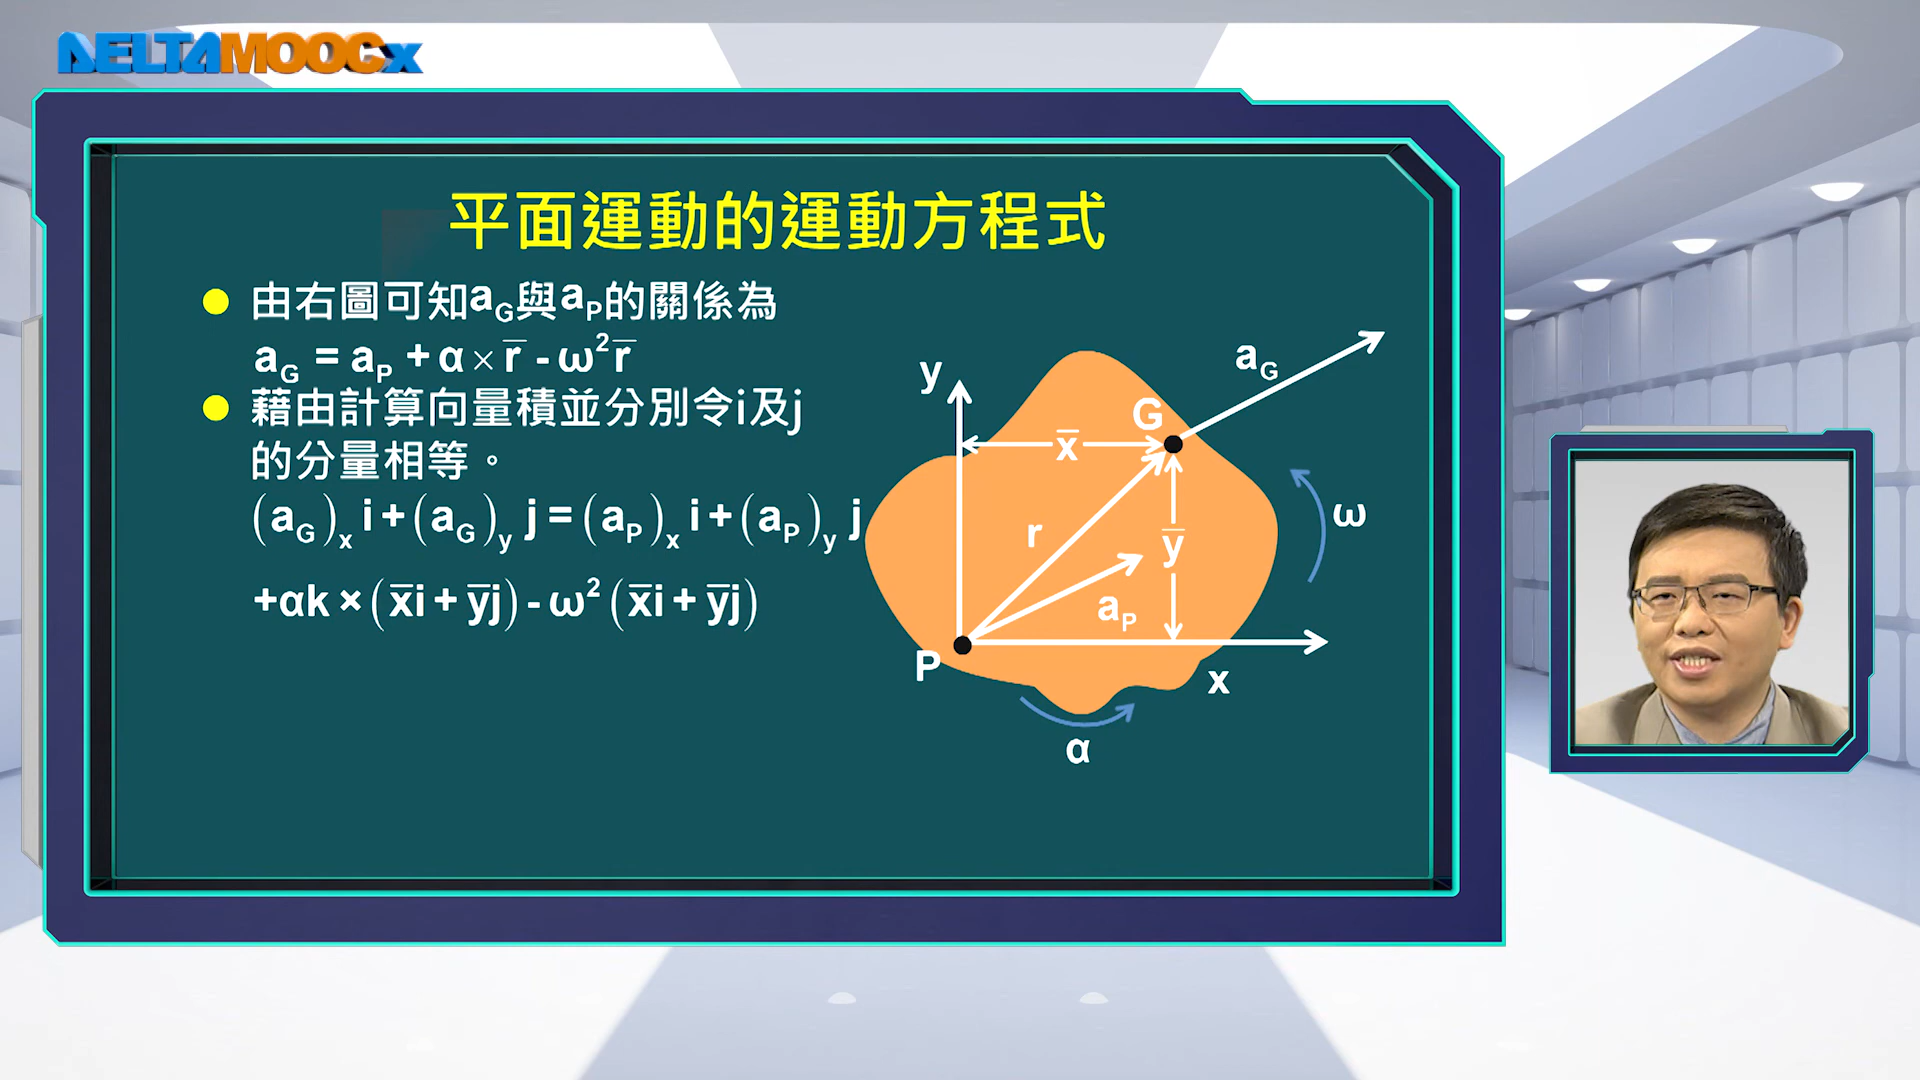 DELTAMOOCx
平面運動的運動方程式
由右圖可知a_G與a_P的關係為
a_G = a_P + α × r̅ - ω²r̅
藉由計算向量積並分別令i及j
的分量相等。
(a_G)_x i + (a_G)_y j = (a_P)_x i + (a_P)_y j
+αk × (x̅i + y̅j) - ω²(x̅i + y̅j)
y
a_G
G
x̅
ω
r
y̅
a_P
P
x
α